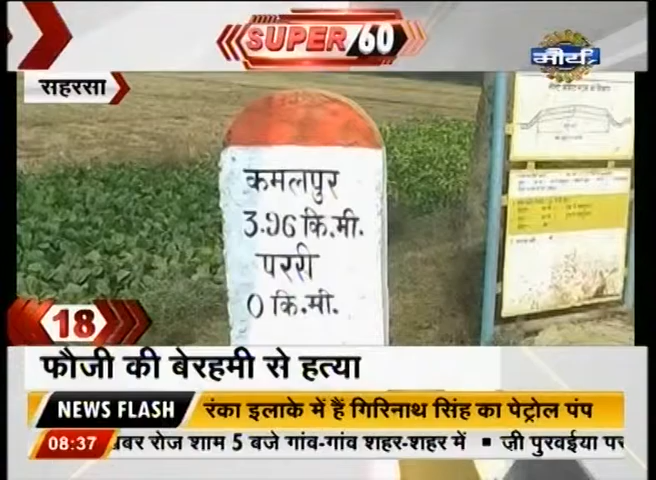 SUPER/60
मौर्य
सहरसा
कमलपुर
3.96 कि.मी.
पररी
0 कि.मी.
18
फौजी की बेरहमी से हत्या
NEWS FLASH
रंका इलाके में हैं गिरिनाथ सिंह का पेट्रोल पंप
08:37
बर रोज शाम 5 बजे गांव-गांव शहर-शहर में ▪ ज़ी पुरवईया पर